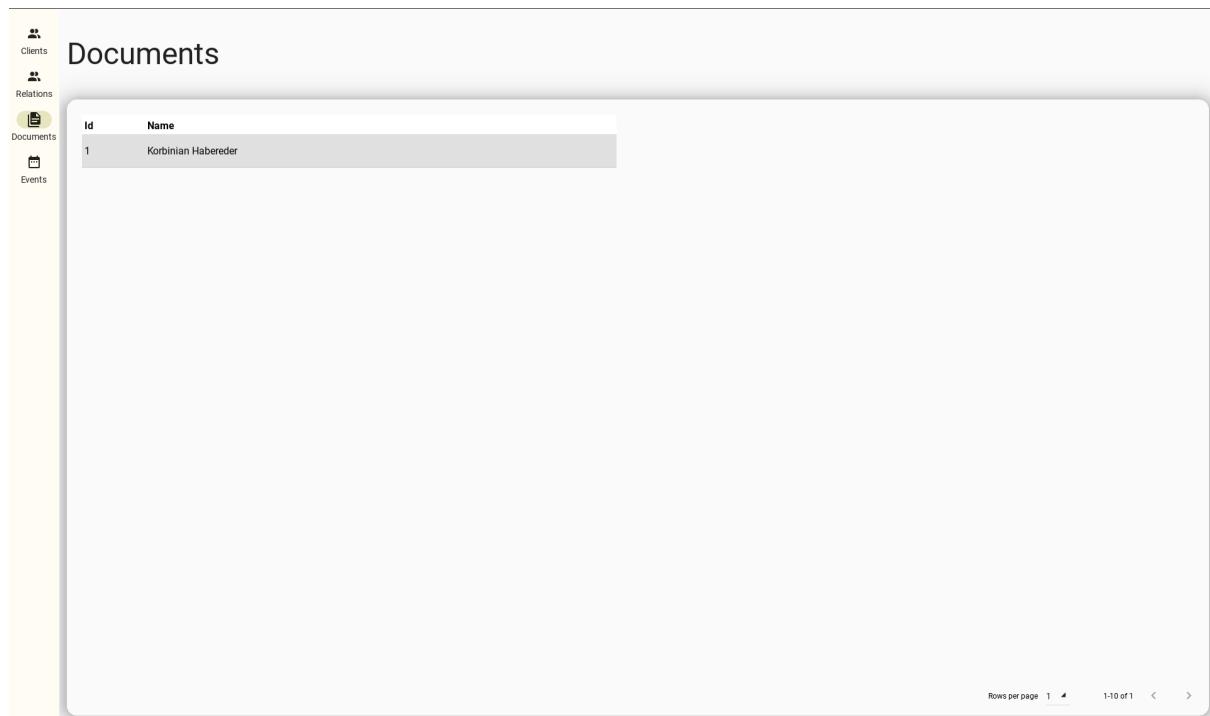 Clients
Relations
Documents
Events
Documents
Id Name
1 Korbinian Habereder
Rows per page 1 1-10 of 1